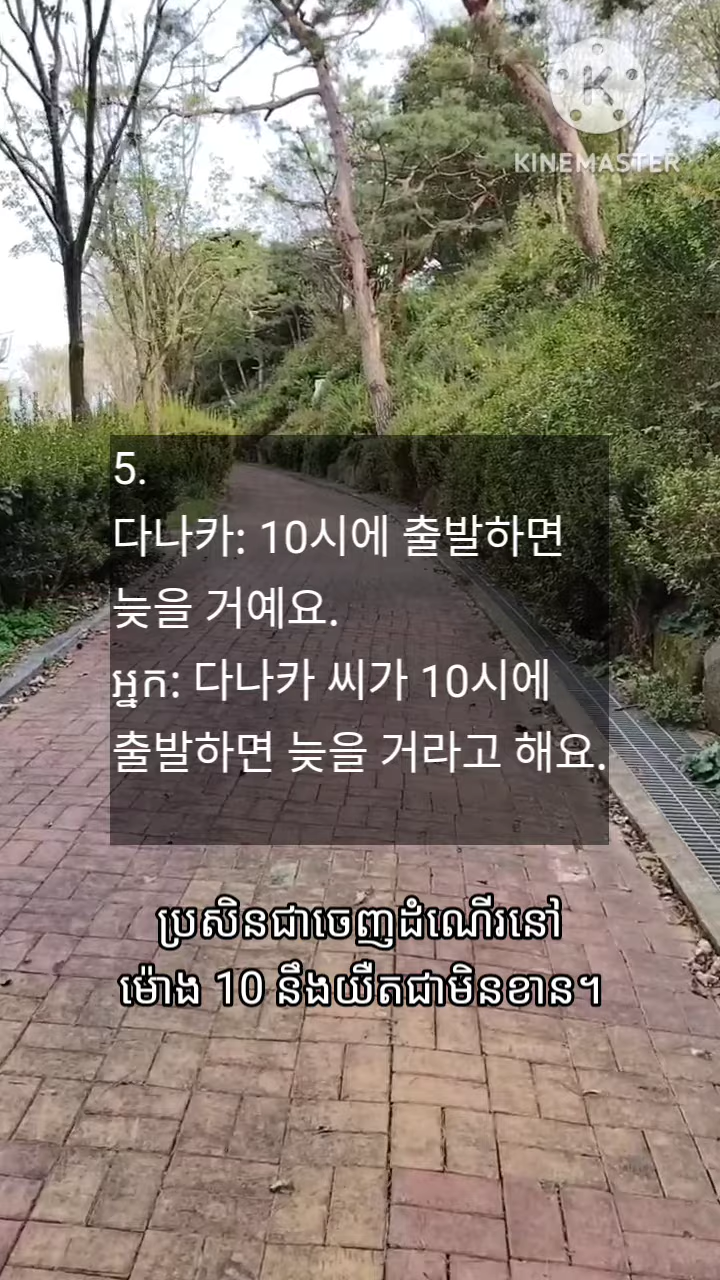 KINEMASTER
5.
다나카: 10시에 출발하면
늦을 거예요.
អ្នក: 다나카 씨가 10시에
출발하면 늦을 거라고 해요.
ប្រសិនជាចេញដំណើរនៅ
ម៉ោង 10 នឹងយឺតជាមិនខាន។